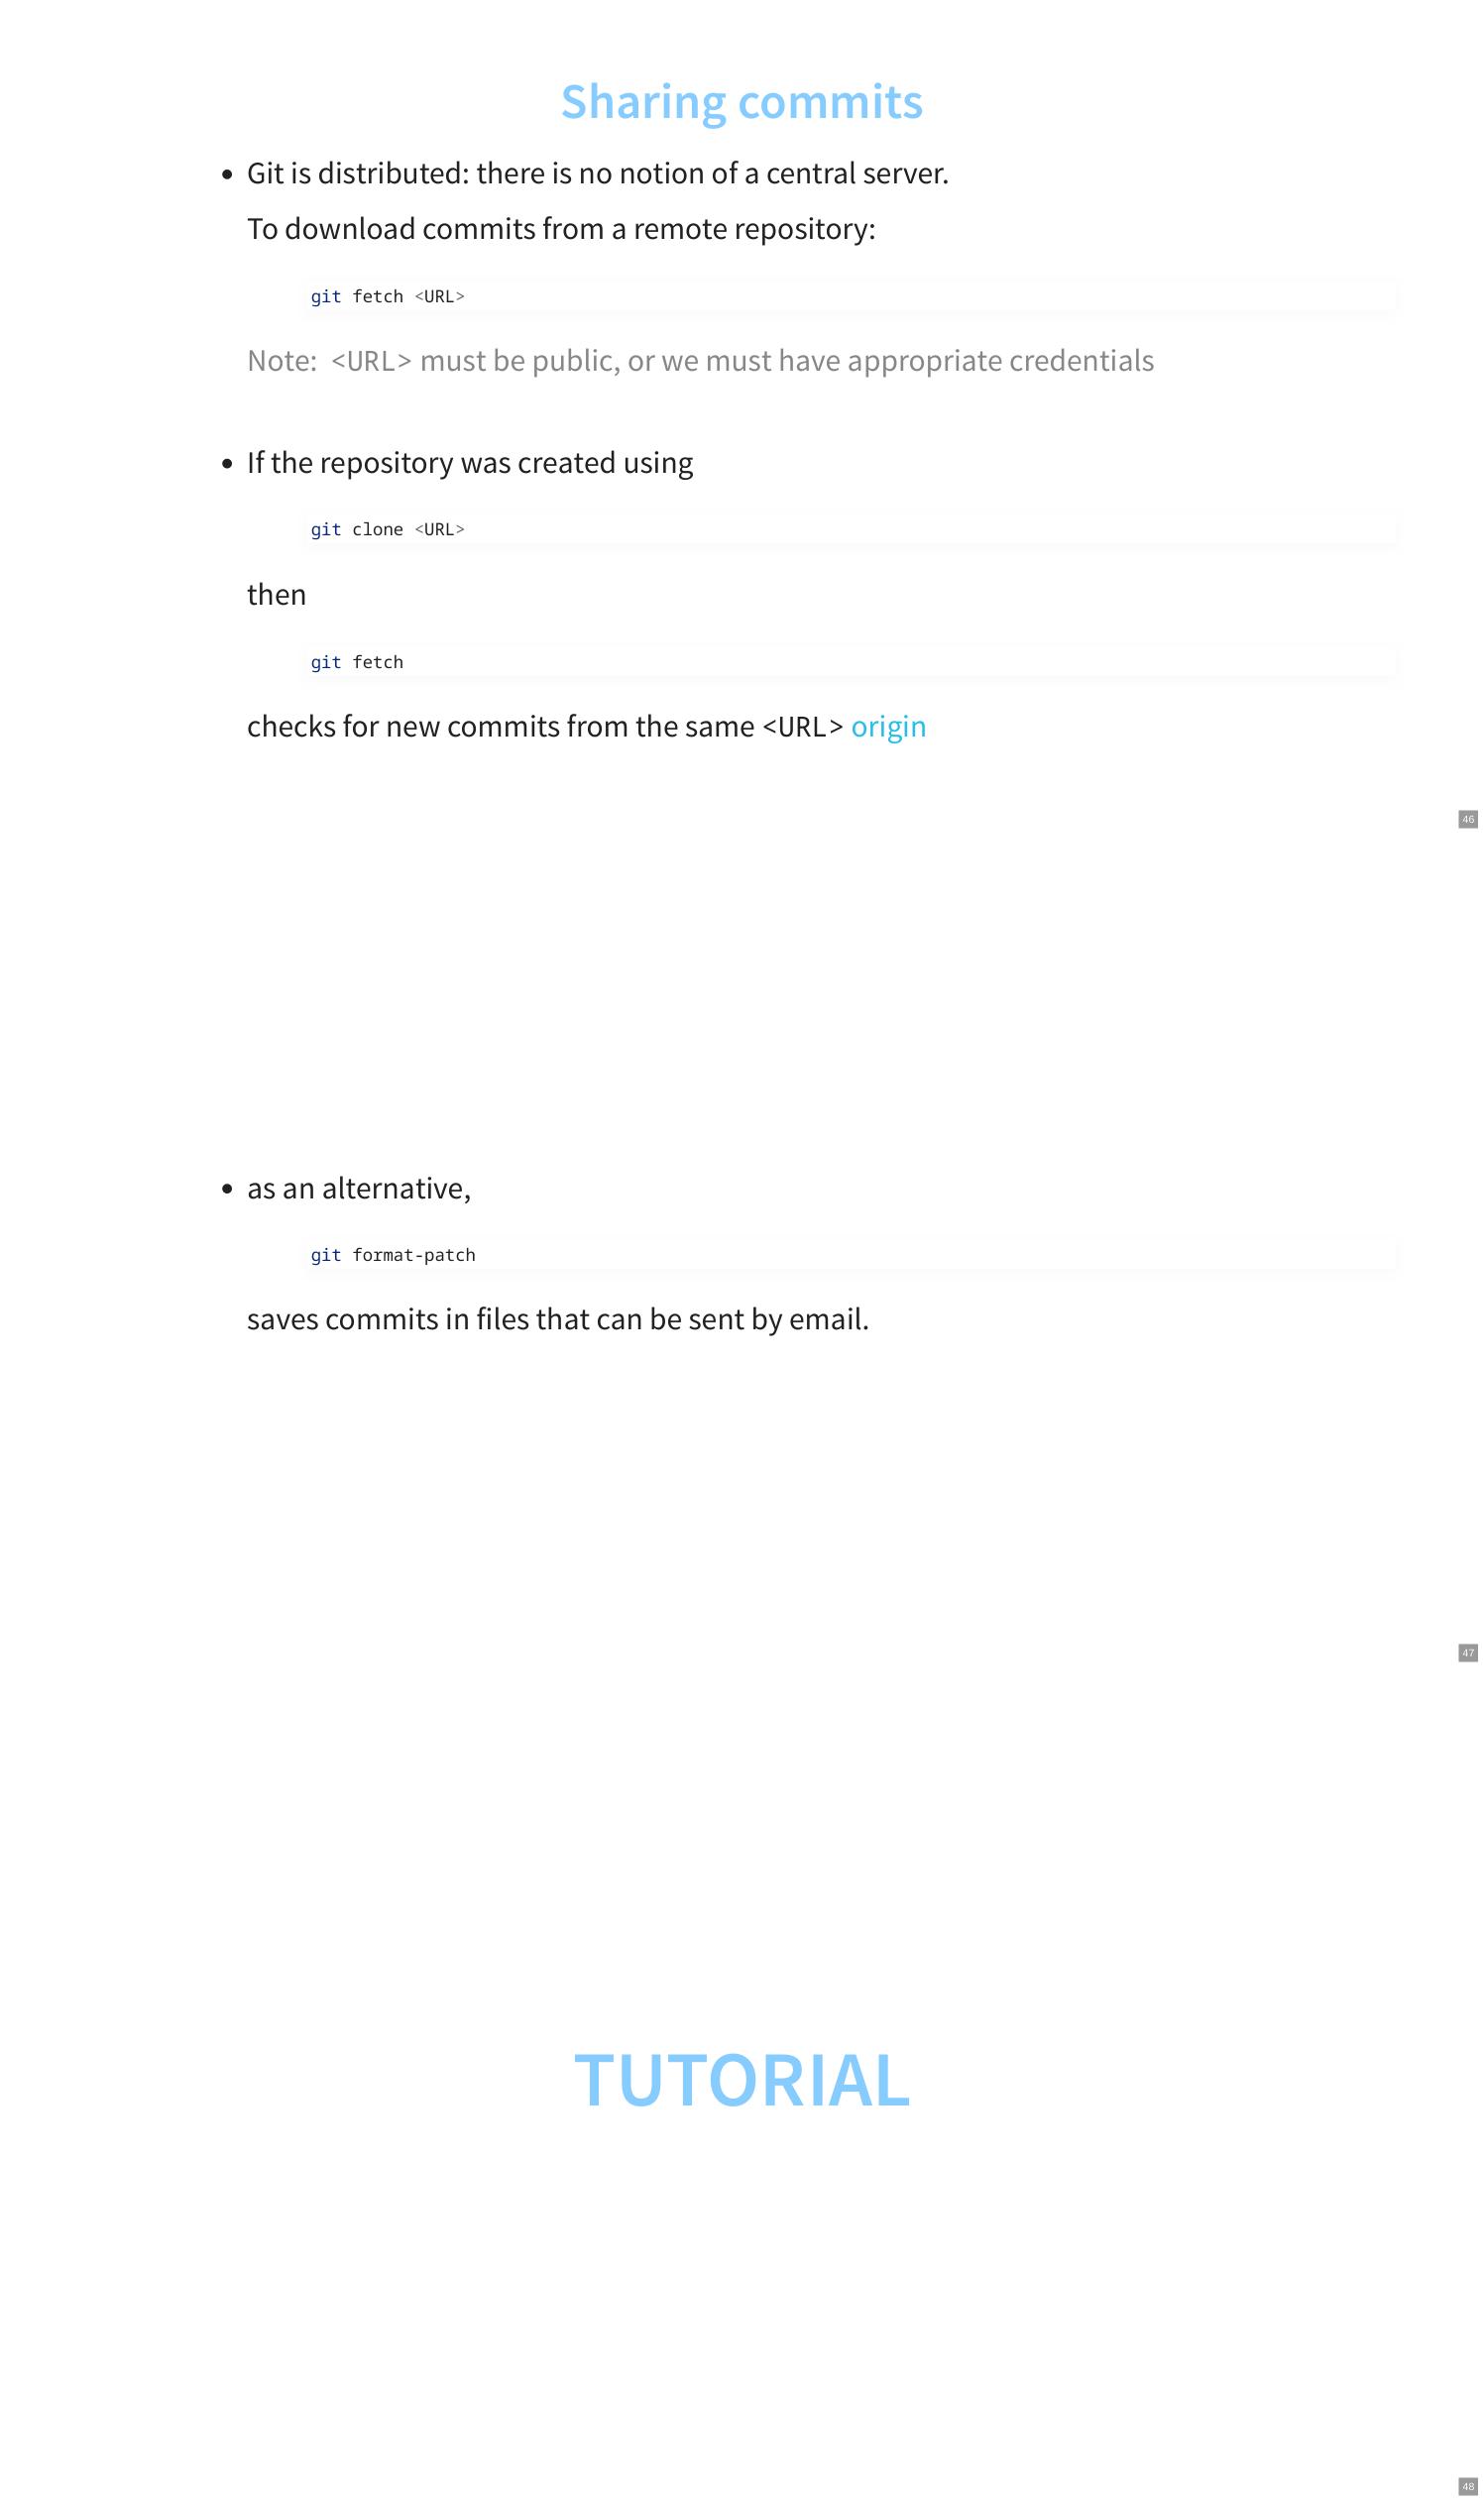 Sharing commits
• Git is distributed: there is no notion of a central server.
To download commits from a remote repository:
git fetch <URL>
Note: <URL> must be public, or we must have appropriate credentials
• If the repository was created using
git clone <URL>
then
git fetch
checks for new commits from the same <URL> origin
46
• as an alternative,
git format-patch
saves commits in files that can be sent by email.
47
TUTORIAL
48